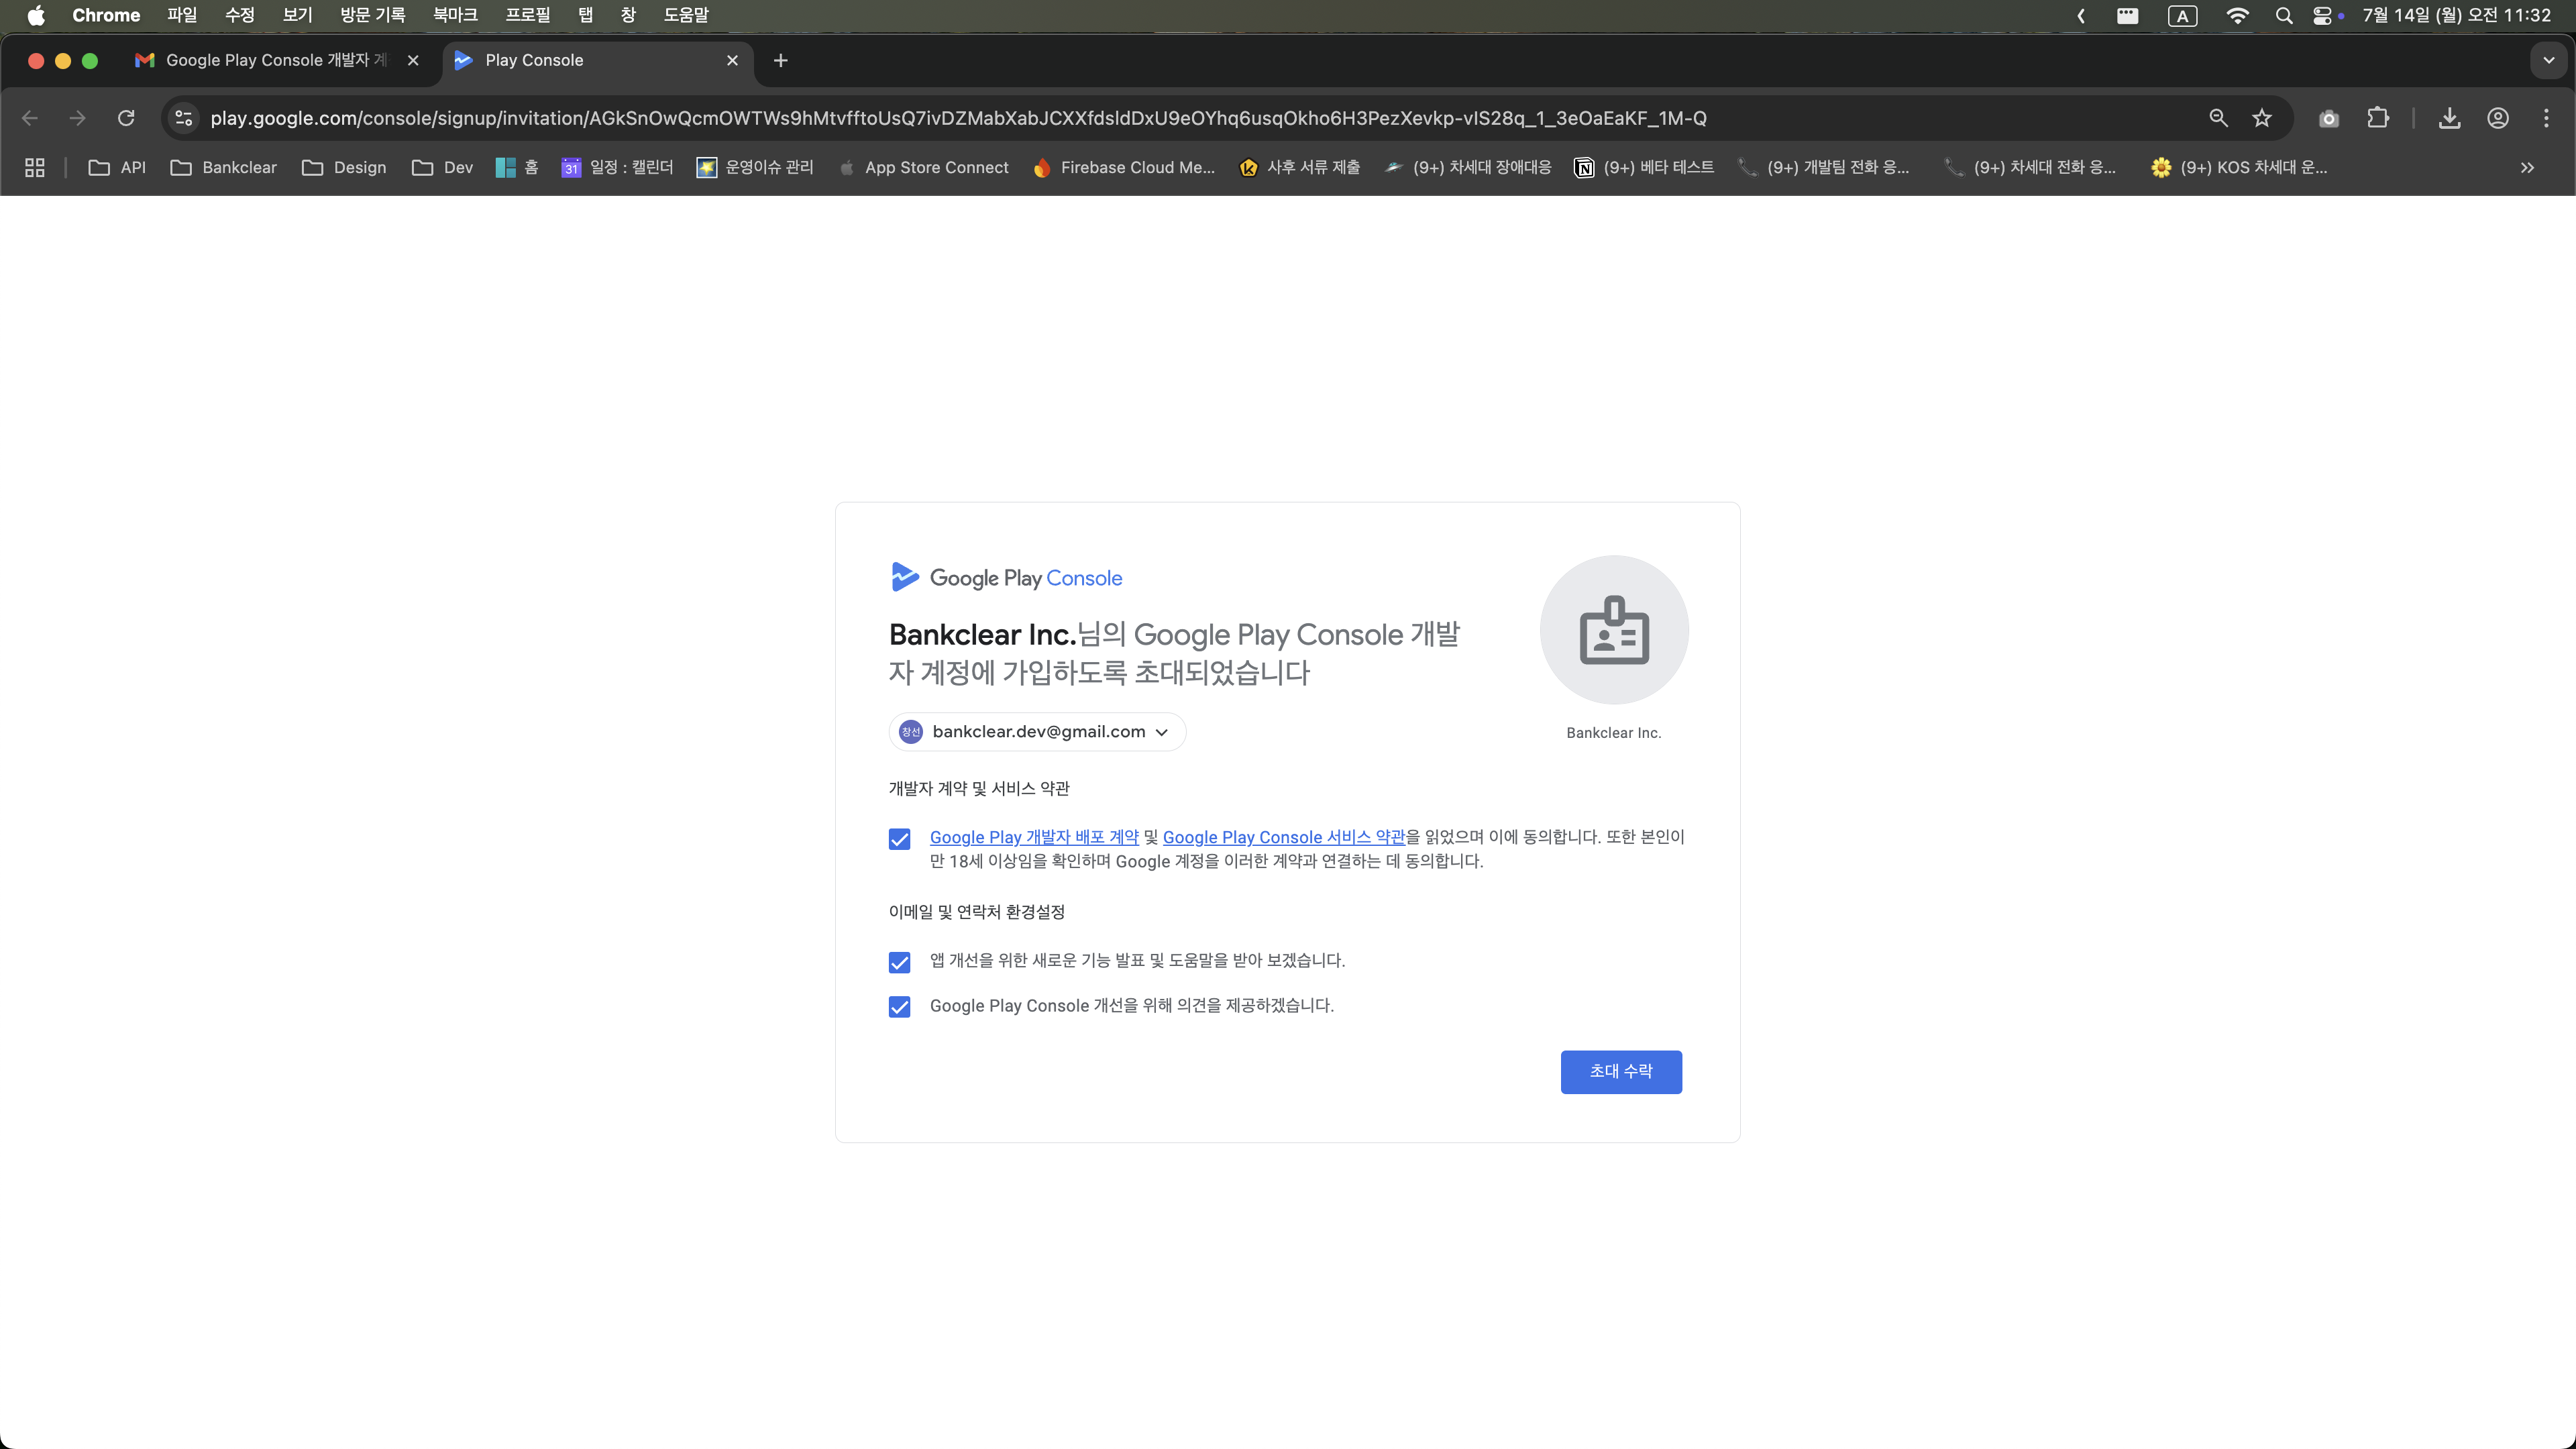 Chrome 파일 수정 보기 방문 기록 북마크 프로필 탭 창 도움말 A 7월 14일 (월) 오전 11:32
Google Play Console 개발자 계 Play Console
play.google.com/console/signup/invitation/AGkSnOwQcmOWTWs9hMtvfftoUsQ7ivDZMabXabJCXXfdsldDxU9eOYhq6usqOkho6H3PezXevkp-vIS28q_1_3eOaEaKF_1M-Q
API Bankclear Design Dev 홈 31 일정 : 캘린더 운영이슈 관리 App Store Connect Firebase Cloud Me... 사후 서류 제출 (9+) 차세대 장애대응 (9+) 베타 테스트 (9+) 개발팀 전화 응... (9+) 차세대 전화 응... (9+) KOS 차세대 운...
Google Play Console
Bankclear Inc.님의 Google Play Console 개발
자 계정에 가입하도록 초대되었습니다
창선 bankclear.dev@gmail.com
Bankclear Inc.
개발자 계약 및 서비스 약관
Google Play 개발자 배포 계약 및 Google Play Console 서비스 약관을 읽었으며 이에 동의합니다. 또한 본인이
만 18세 이상임을 확인하며 Google 계정을 이러한 계약과 연결하는 데 동의합니다.
이메일 및 연락처 환경설정
앱 개선을 위한 새로운 기능 발표 및 도움말을 받아 보겠습니다.
Google Play Console 개선을 위해 의견을 제공하겠습니다.
초대 수락